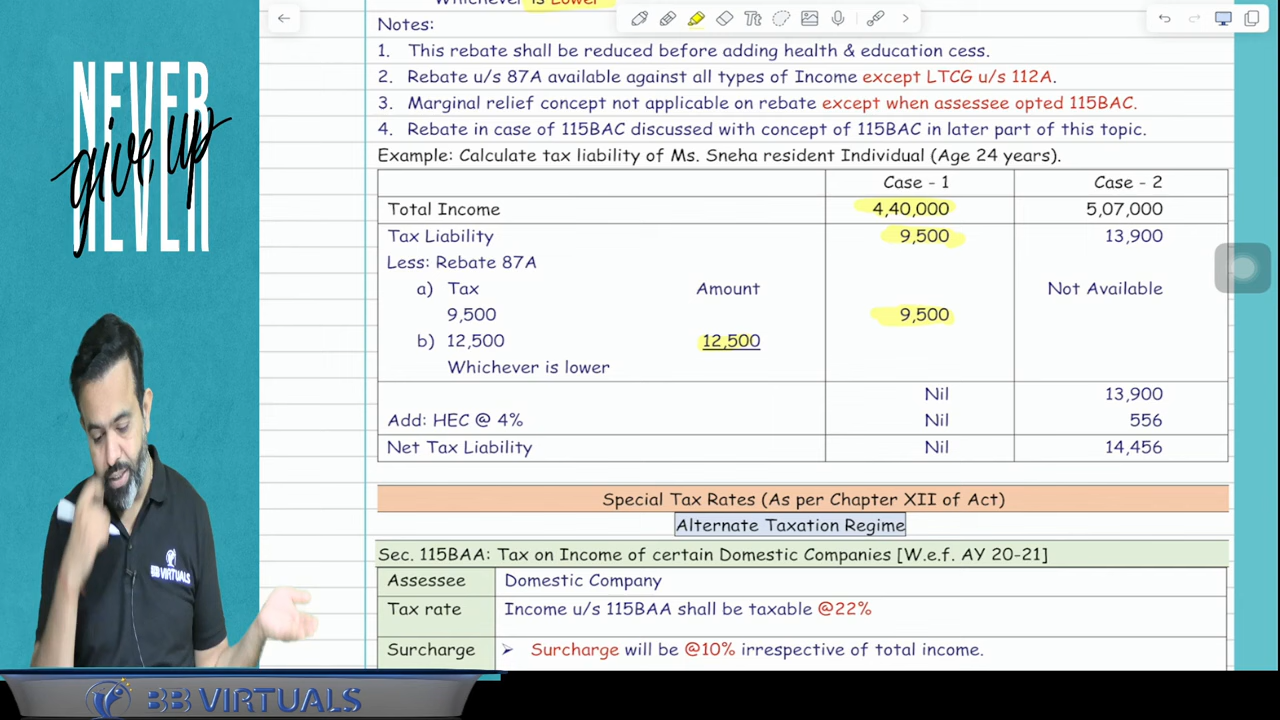 Whichever is Lower
Notes:
1. This rebate shall be reduced before adding health & education cess.
2. Rebate u/s 87A available against all types of Income except LTCG u/s 112A.
3. Marginal relief concept not applicable on rebate except when assessee opted 115BAC.
4. Rebate in case of 115BAC discussed with concept of 115BAC in later part of this topic.
Example: Calculate tax liability of Ms. Sneha resident Individual (Age 24 years).
Case - 1 Case - 2
Total Income 4,40,000 5,07,000
Tax Liability 9,500 13,900
Less: Rebate 87A
a) Tax Amount Not Available
9,500 9,500
b) 12,500 12,500
Whichever is lower
Nil 13,900
Add: HEC @ 4% Nil 556
Net Tax Liability Nil 14,456
Special Tax Rates (As per Chapter XII of Act)
Alternate Taxation Regime
Sec. 115BAA: Tax on Income of certain Domestic Companies [W.e.f. AY 20-21]
Assessee Domestic Company
Tax rate Income u/s 115BAA shall be taxable @22%
Surcharge ➢ Surcharge will be @10% irrespective of total income.
NEVER
give up
NEVER
BB VIRTUALS
BB VIRTUALS
Tt